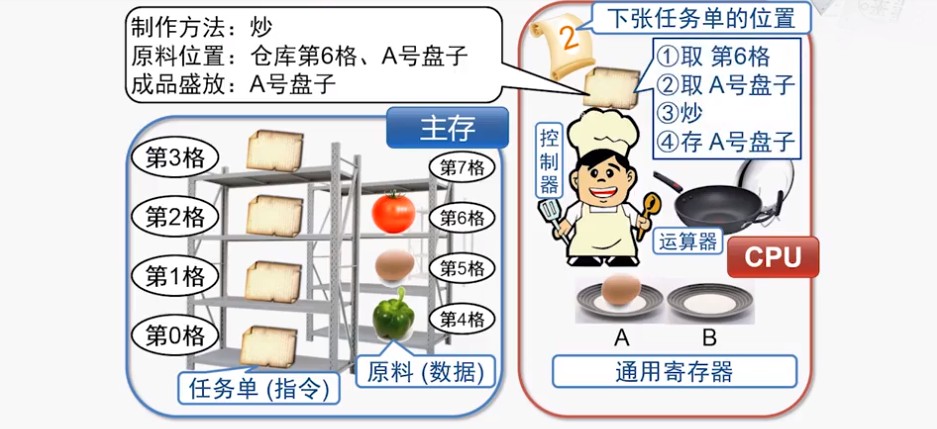 制作方法：炒
原料位置：仓库第6格、A号盘子
成品盛放：A号盘子
2
下张任务单的位置
①取 第6格
②取 A号盘子
③炒
④存 A号盘子
控制器
主存
第3格
第7格
第2格
第6格
第1格
第5格
第0格
第4格
任务单 (指令)
原料 (数据)
运算器
CPU
A
B
通用寄存器